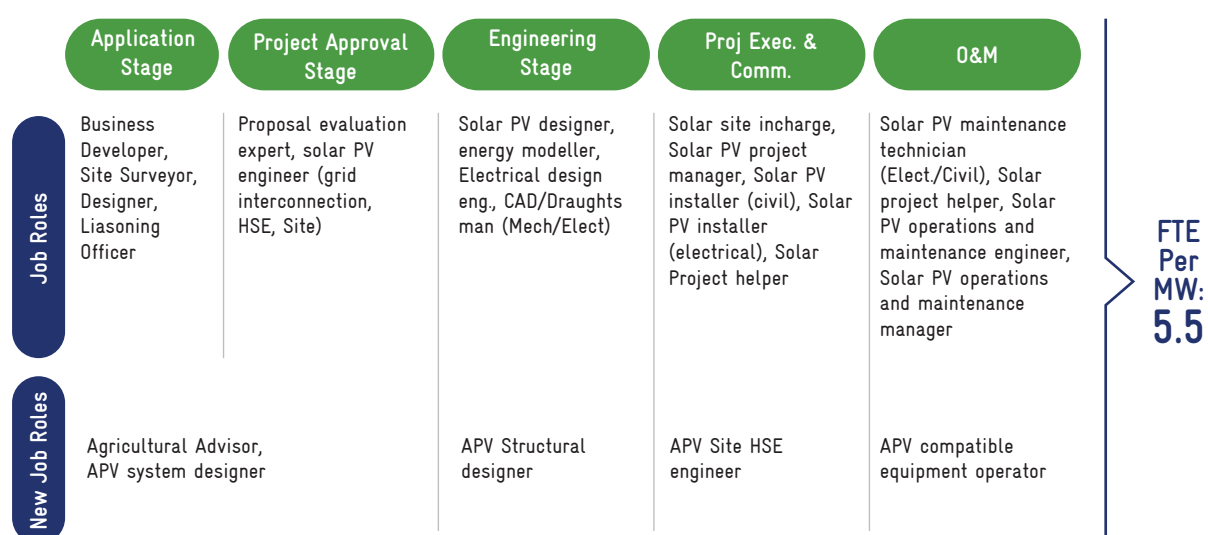 Application
Stage
Project Approval
Stage
Engineering
Stage
Proj Exec. &
Comm.
O&M
Job Roles
Business
Developer,
Site Surveyor,
Designer,
Liasoning
Officer
Proposal evaluation
expert, solar PV
engineer (grid
interconnection,
HSE, Site)
Solar PV designer,
energy modeller,
Electrical design
eng., CAD/Draughts
man (Mech/Elect)
Solar site incharge,
Solar PV project
manager, Solar PV
installer (civil), Solar
PV installer
(electrical), Solar
Project helper
Solar PV maintenance
technician
(Elect./Civil), Solar
project helper, Solar
PV operations and
maintenance engineer,
Solar PV operations
and maintenance
manager
FTE
Per
MW:
5.5
New Job Roles
Agricultural Advisor,
APV system designer
APV Structural
designer
APV Site HSE
engineer
APV compatible
equipment operator